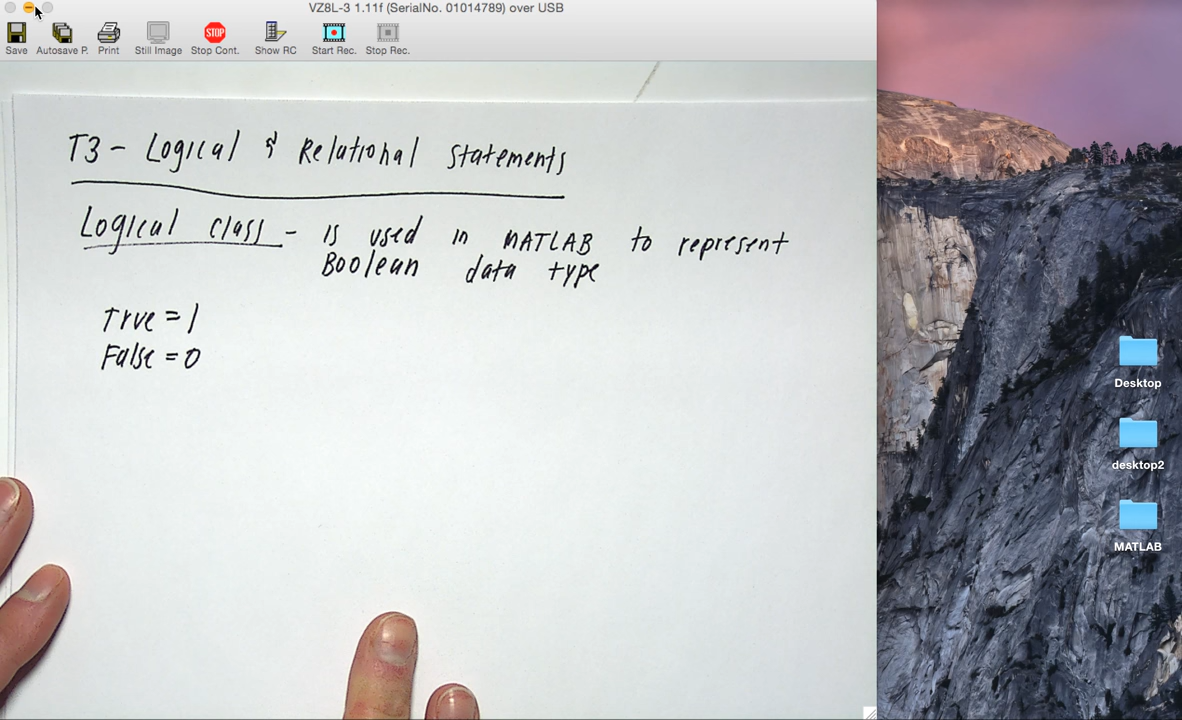 VZ8L-3 1.11f (SerialNo. 01014789) over USB
Save Autosave P. Print Still Image Stop Cont. Show RC Start Rec. Stop Rec.
STOP
T3 - Logical & Relational Statements
Logical class - is used in MATLAB to represent
Boolean data type
True = 1
False = 0
Desktop
desktop2
MATLAB